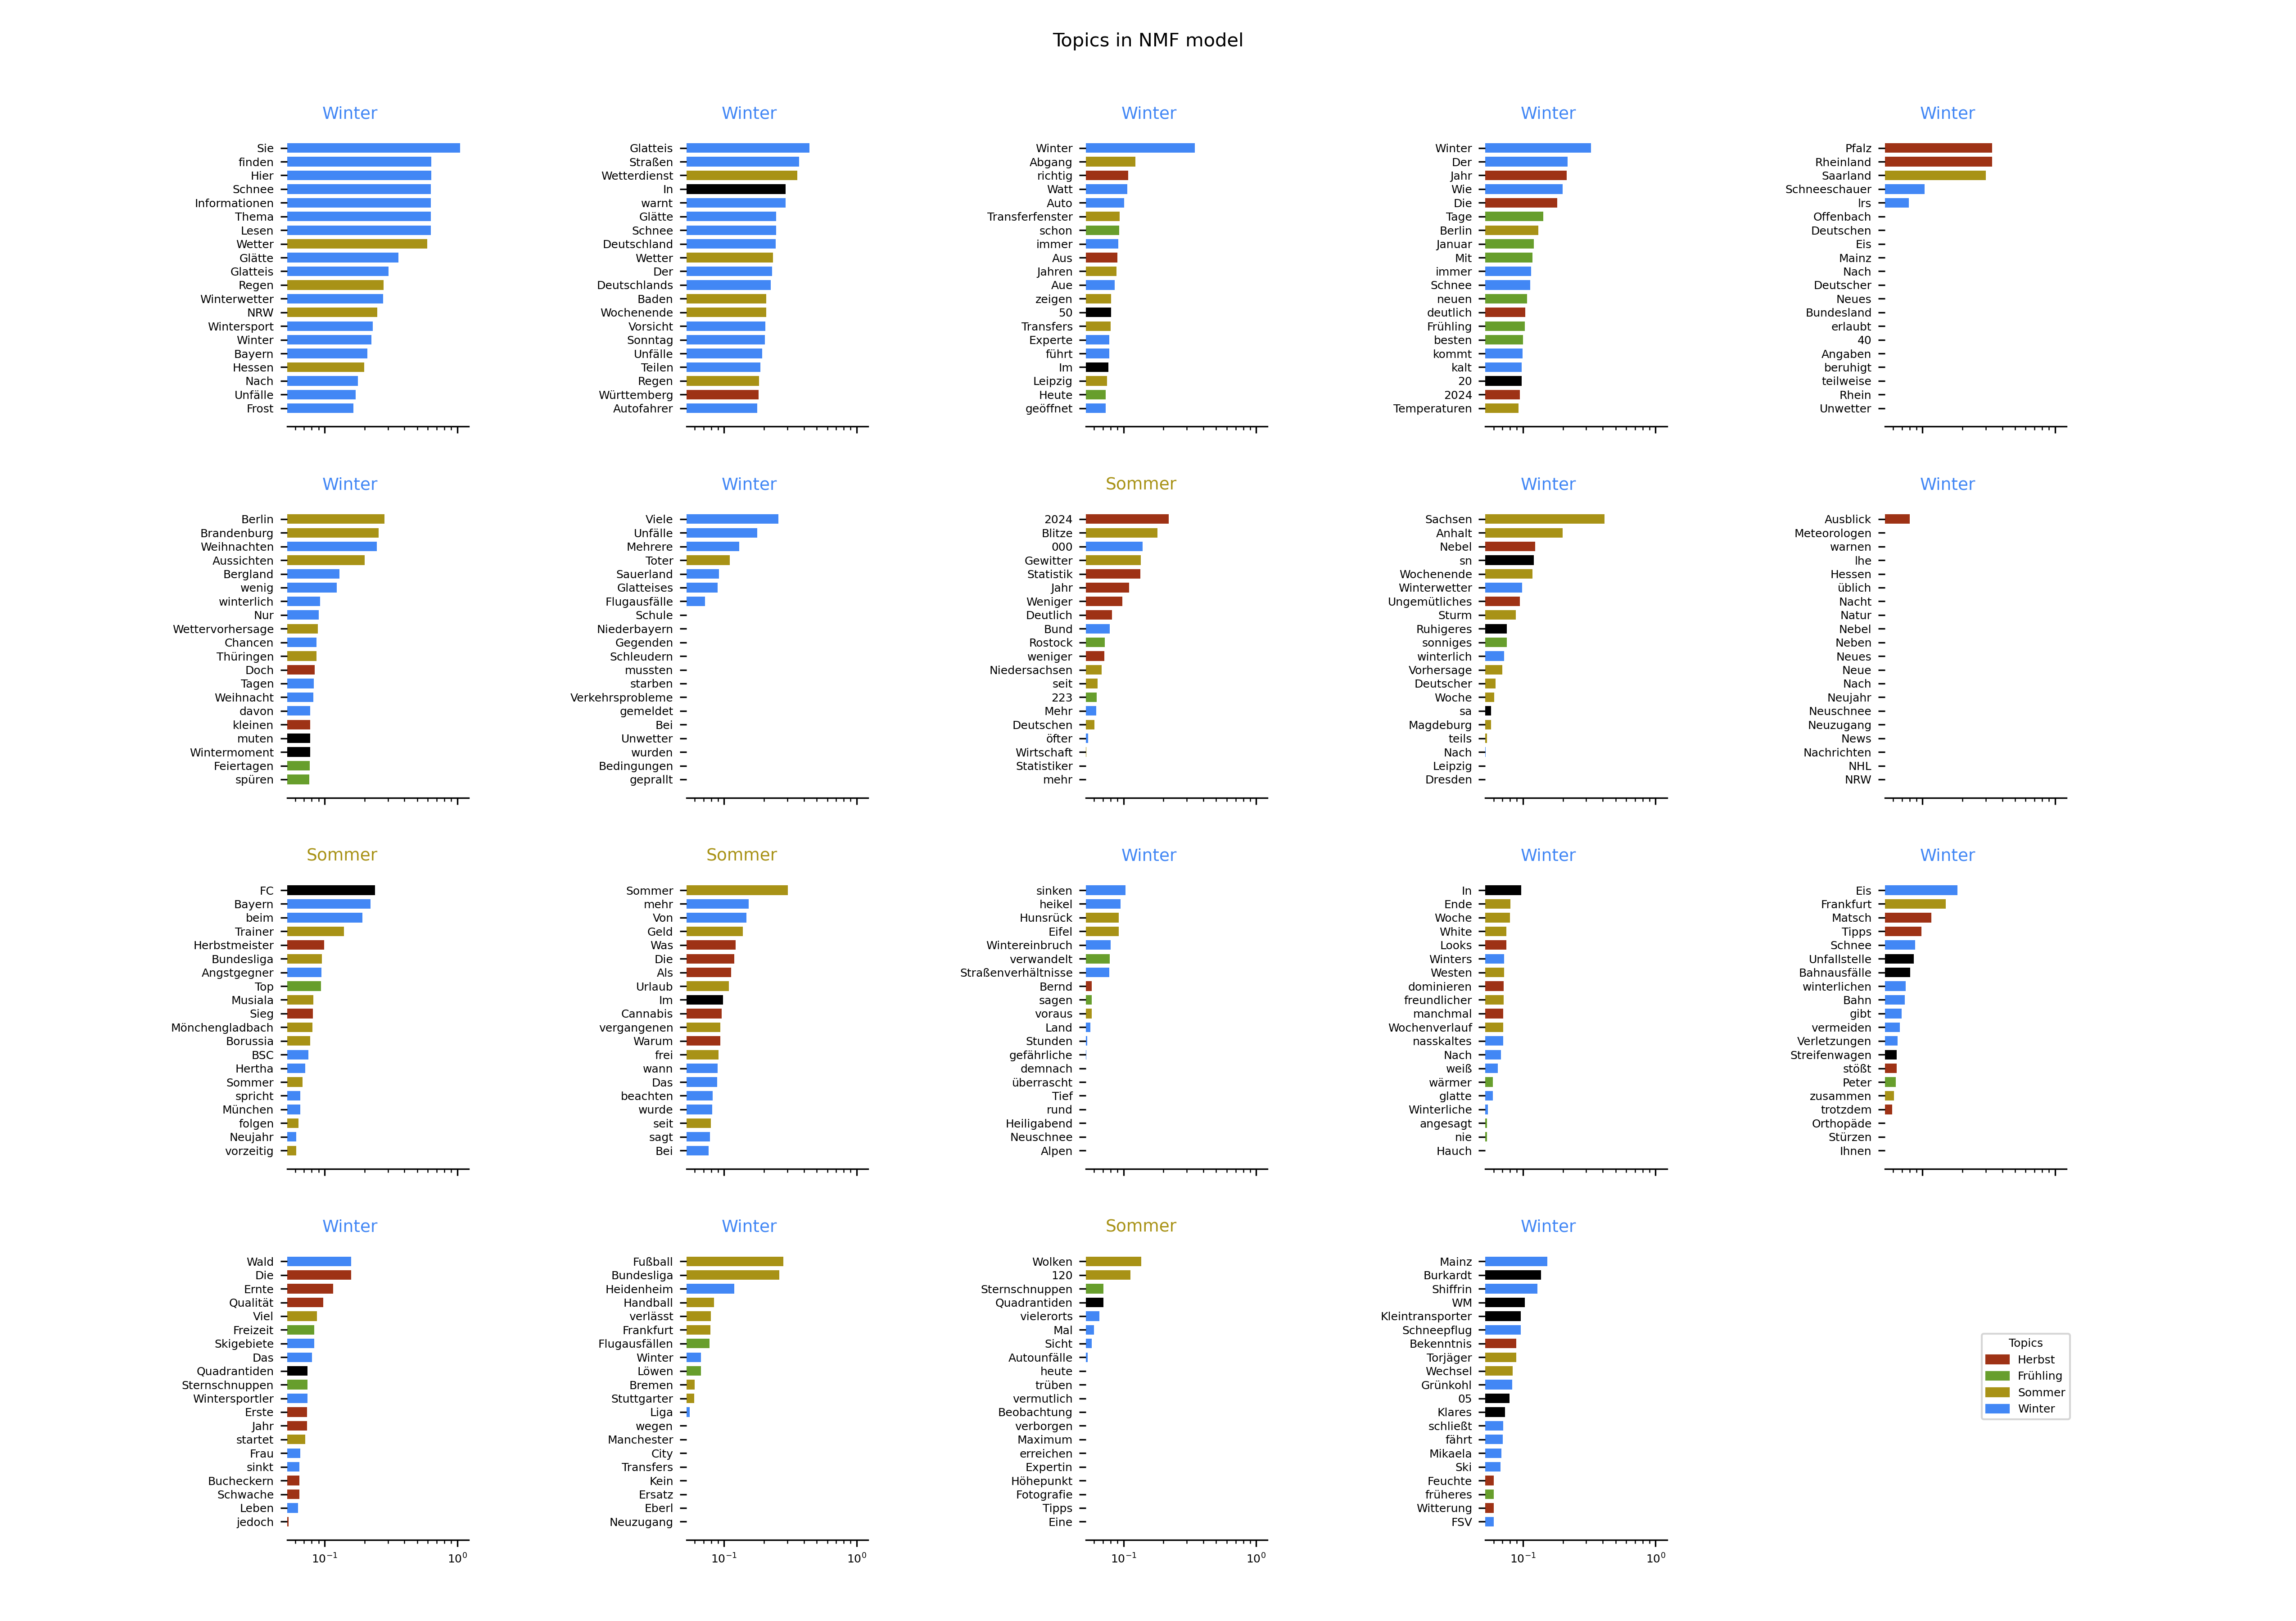 Topics in NMF model
Winter
Sie
finden
Hier
Schnee
Informationen
Thema
Lesen
Wetter
Glätte
Glatteis
Regen
Winterwetter
NRW
Wintersport
Winter
Bayern
Hessen
Nach
Unfälle
Frost
Winter
Glatteis
Straßen
Wetterdienst
In
warnt
Glätte
Schnee
Deutschland
Wetter
Der
Deutschlands
Baden
Wochenende
Vorsicht
Sonntag
Unfälle
Teilen
Regen
Württemberg
Autofahrer
Winter
Winter
Abgang
richtig
Watt
Auto
Transferfenster
schon
immer
Aus
Jahren
Aue
zeigen
50
Transfers
Experte
führt
Im
Leipzig
Heute
geöffnet
Winter
Winter
Der
Jahr
Wie
Die
Tage
Berlin
Januar
Mit
immer
Schnee
neuen
deutlich
Frühling
besten
kommt
kalt
20
2024
Temperaturen
Winter
Pfalz
Rheinland
Saarland
Schneeschauer
Irs
Offenbach
Deutschen
Eis
Mainz
Nach
Deutscher
Neues
Bundesland
erlaubt
40
Angaben
beruhigt
teilweise
Rhein
Unwetter
Winter
Berlin
Brandenburg
Weihnachten
Aussichten
Bergland
wenig
winterlich
Nur
Wettervorhersage
Chancen
Thüringen
Doch
Tagen
Weihnacht
davon
kleinen
muten
Wintermoment
Feiertagen
spüren
Winter
Viele
Unfälle
Mehrere
Toter
Sauerland
Glatteises
Flugausfälle
Schule
Niederbayern
Gegenden
Schleudern
mussten
starben
Verkehrsprobleme
gemeldet
Bei
Unwetter
wurden
Bedingungen
geprallt
Sommer
2024
Blitze
000
Gewitter
Statistik
Jahr
Weniger
Deutlich
Bund
Rostock
weniger
Niedersachsen
seit
223
Mehr
Deutschen
öfter
Wirtschaft
Statistiker
mehr
Winter
Sachsen
Anhalt
Nebel
sn
Wochenende
Winterwetter
Ungemütliches
Sturm
Ruhigeres
sonniges
winterlich
Vorhersage
Deutscher
Woche
sa
Magdeburg
teils
Nach
Leipzig
Dresden
Winter
Ausblick
Meteorologen
warnen
lhe
Hessen
üblich
Nacht
Natur
Nebel
Neben
Neues
Neue
Nach
Neujahr
Neuschnee
Neuzugang
News
Nachrichten
NHL
NRW
Sommer
FC
Bayern
beim
Trainer
Herbstmeister
Bundesliga
Angstgegner
Top
Musiala
Sieg
Mönchengladbach
Borussia
BSC
Hertha
Sommer
spricht
München
folgen
Neujahr
vorzeitig
Sommer
Sommer
mehr
Von
Geld
Was
Die
Als
Urlaub
Im
Cannabis
vergangenen
Warum
frei
wann
Das
beachten
wurde
seit
sagt
Bei
Winter
sinken
heikel
Hunsrück
Eifel
Wintereinbruch
verwandelt
Straßenverhältnisse
Bernd
sagen
voraus
Land
Stunden
gefährliche
demnach
überrascht
Tief
rund
Heiligabend
Neuschnee
Alpen
Winter
In
Ende
Woche
White
Looks
Winters
Westen
dominieren
freundlicher
manchmal
Wochenverlauf
nasskaltes
Nach
weiß
wärmer
glatte
Winterliche
angesagt
nie
Hauch
Winter
Eis
Frankfurt
Matsch
Tipps
Schnee
Unfallstelle
Bahnausfälle
winterlichen
Bahn
gibt
vermeiden
Verletzungen
Streifenwagen
stößt
Peter
zusammen
trotzdem
Orthopäde
Stürzen
Ihnen
Winter
Wald
Die
Ernte
Qualität
Viel
Freizeit
Skigebiete
Das
Quadrantiden
Sternschnuppen
Wintersportler
Erste
Jahr
startet
Frau
sinkt
Bucheckern
Schwache
Leben
jedoch
10⁻¹ 10⁰
Winter
Fußball
Bundesliga
Heidenheim
Handball
verlässt
Frankfurt
Flugausfällen
Winter
Löwen
Bremen
Stuttgarter
Liga
wegen
Manchester
City
Transfers
Kein
Ersatz
Eberl
Neuzugang
10⁻¹ 10⁰
Sommer
Wolken
120
Sternschnuppen
Quadrantiden
vielerorts
Mal
Sicht
Autounfälle
heute
trüben
vermutlich
Beobachtung
verborgen
Maximum
erreichen
Expertin
Höhepunkt
Fotografie
Tipps
Eine
10⁻¹ 10⁰
Winter
Mainz
Burkardt
Shiffrin
WM
Kleintransporter
Schneepflug
Bekenntnis
Torjäger
Wechsel
Grünkohl
05
Klares
schließt
fährt
Mikaela
Ski
Feuchte
früheres
Witterung
FSV
10⁻¹ 10⁰
Topics
Herbst
Frühling
Sommer
Winter